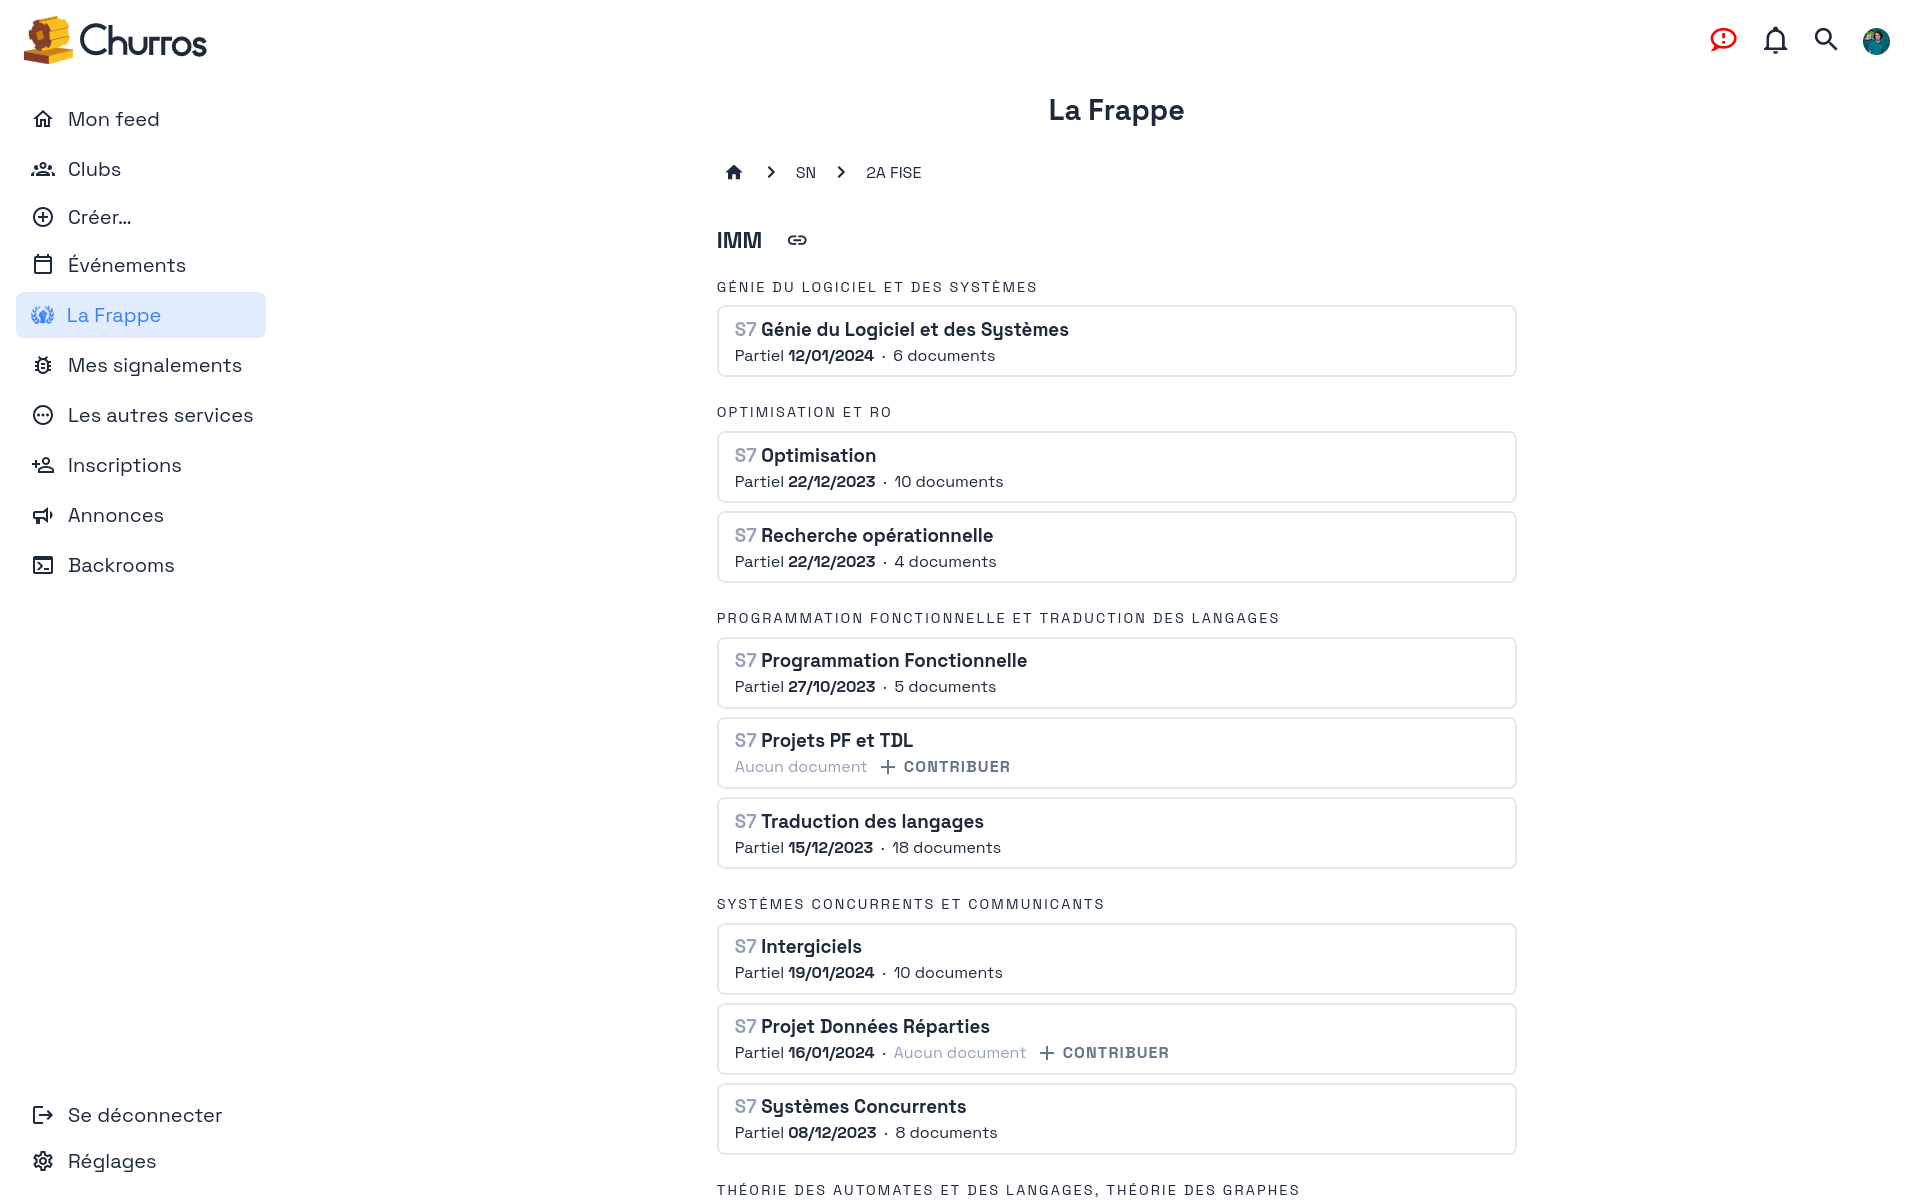 Churros
Mon feed
Clubs
Créer...
Événements
La Frappe
Mes signalements
Les autres services
Inscriptions
Annonces
Backrooms
Se déconnecter
Réglages
La Frappe
SN
2A FISE
IMM
GÉNIE DU LOGICIEL ET DES SYSTÈMES
S7 Génie du Logiciel et des Systèmes
Partiel 12/01/2024 · 6 documents
OPTIMISATION ET RO
S7 Optimisation
Partiel 22/12/2023 · 10 documents
S7 Recherche opérationnelle
Partiel 22/12/2023 · 4 documents
PROGRAMMATION FONCTIONNELLE ET TRADUCTION DES LANGAGES
S7 Programmation Fonctionnelle
Partiel 27/10/2023 · 5 documents
S7 Projets PF et TDL
Aucun document + CONTRIBUER
S7 Traduction des langages
Partiel 15/12/2023 · 18 documents
SYSTÈMES CONCURRENTS ET COMMUNICANTS
S7 Intergiciels
Partiel 19/01/2024 · 10 documents
S7 Projet Données Réparties
Partiel 16/01/2024 · Aucun document + CONTRIBUER
S7 Systèmes Concurrents
Partiel 08/12/2023 · 8 documents
THÉORIE DES AUTOMATES ET DES LANGAGES, THÉORIE DES GRAPHES